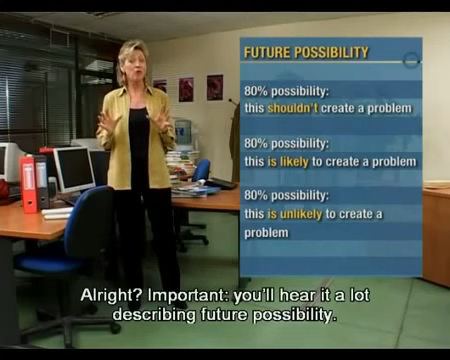 FUTURE POSSIBILITY
80% possibility:
this shouldn't create a problem
80% possibility:
this is likely to create a problem
80% possibility:
this is unlikely to create a
problem
Alright? Important: you'll hear it a lot
describing future possibility.